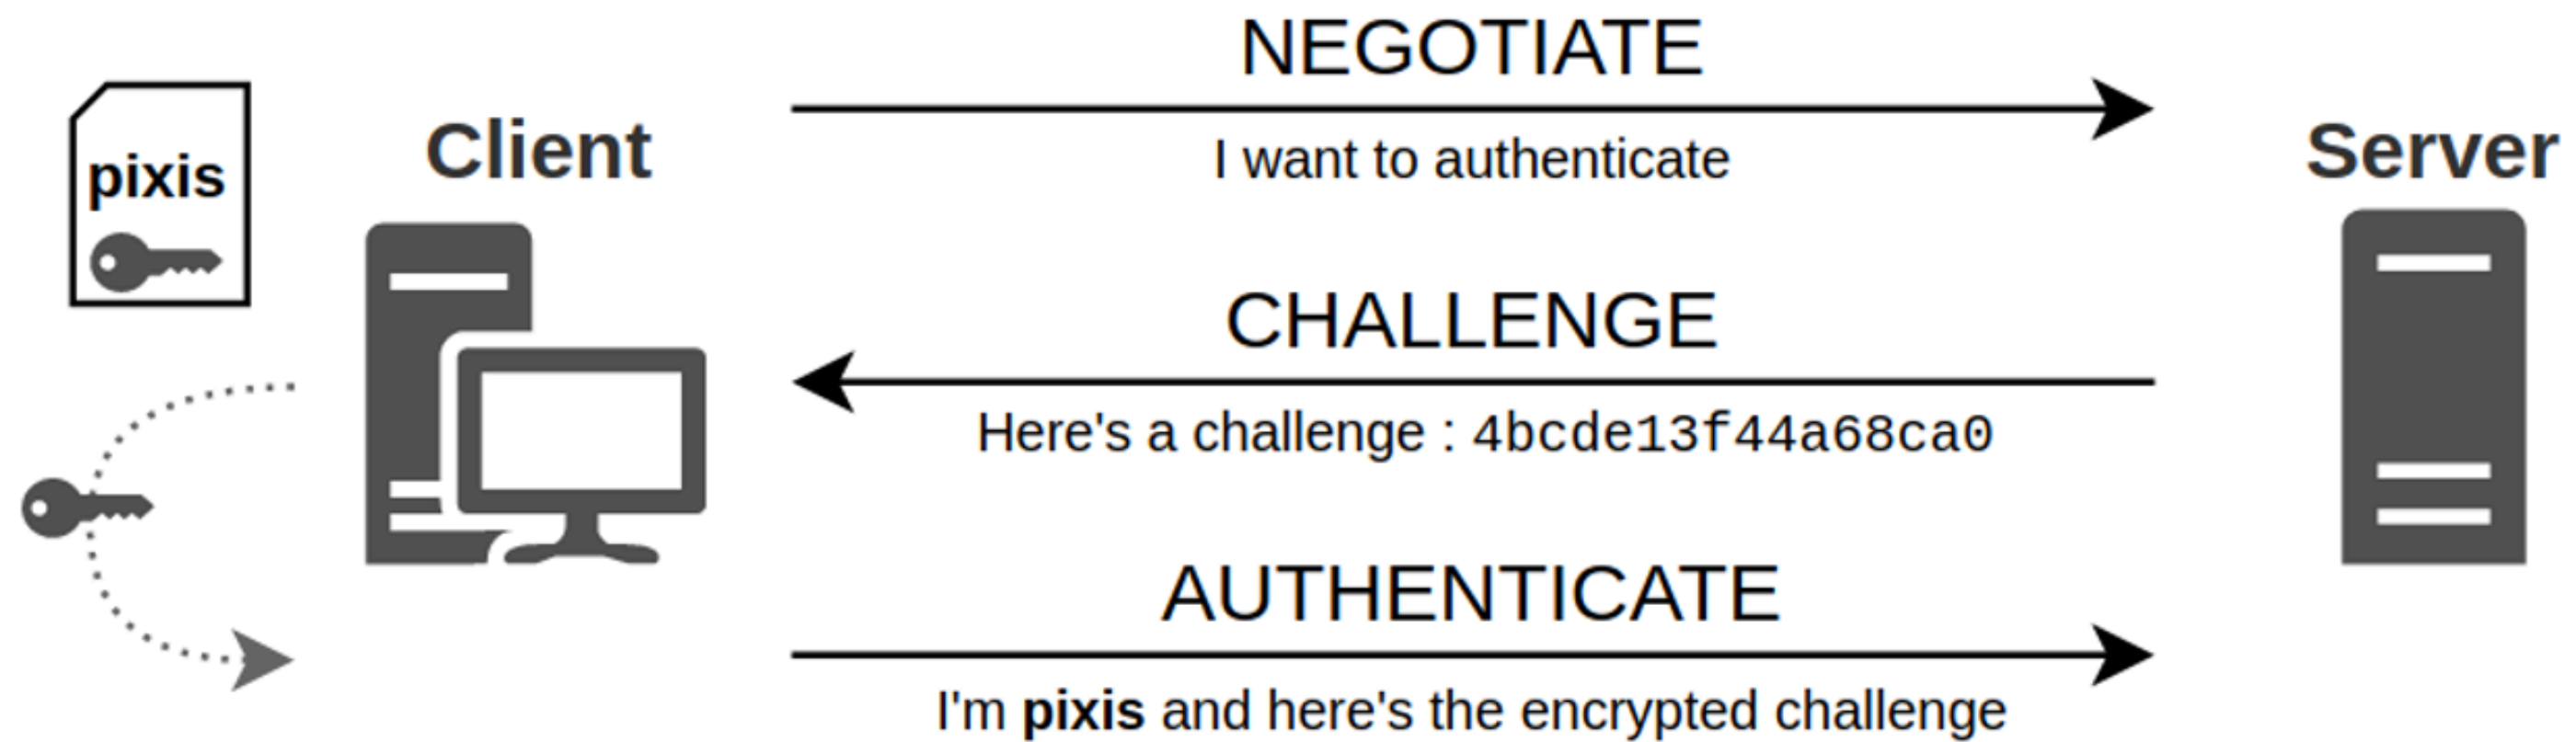 NEGOTIATE
I want to authenticate
pixis
Client
Server
CHALLENGE
Here's a challenge : 4bcde13f44a68ca0
AUTHENTICATE
I'm pixis and here's the encrypted challenge